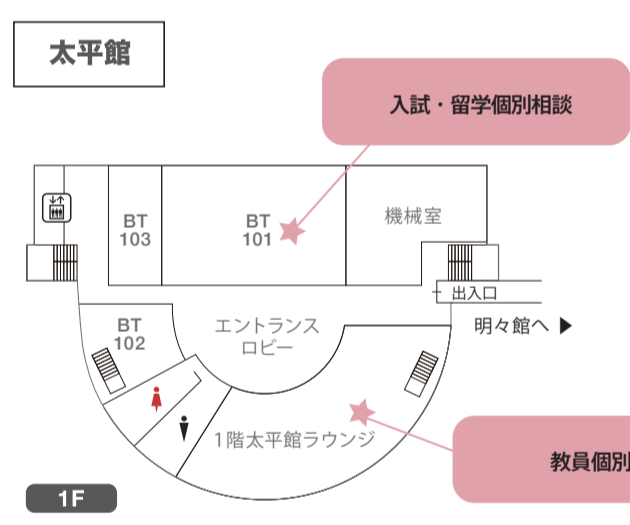 太平館
入試・留学個別相談
BT
103
BT
101
機械室
出入口
BT
102
エントランス
ロビー
明々館へ ▶
1階太平館ラウンジ
教員個別
1F